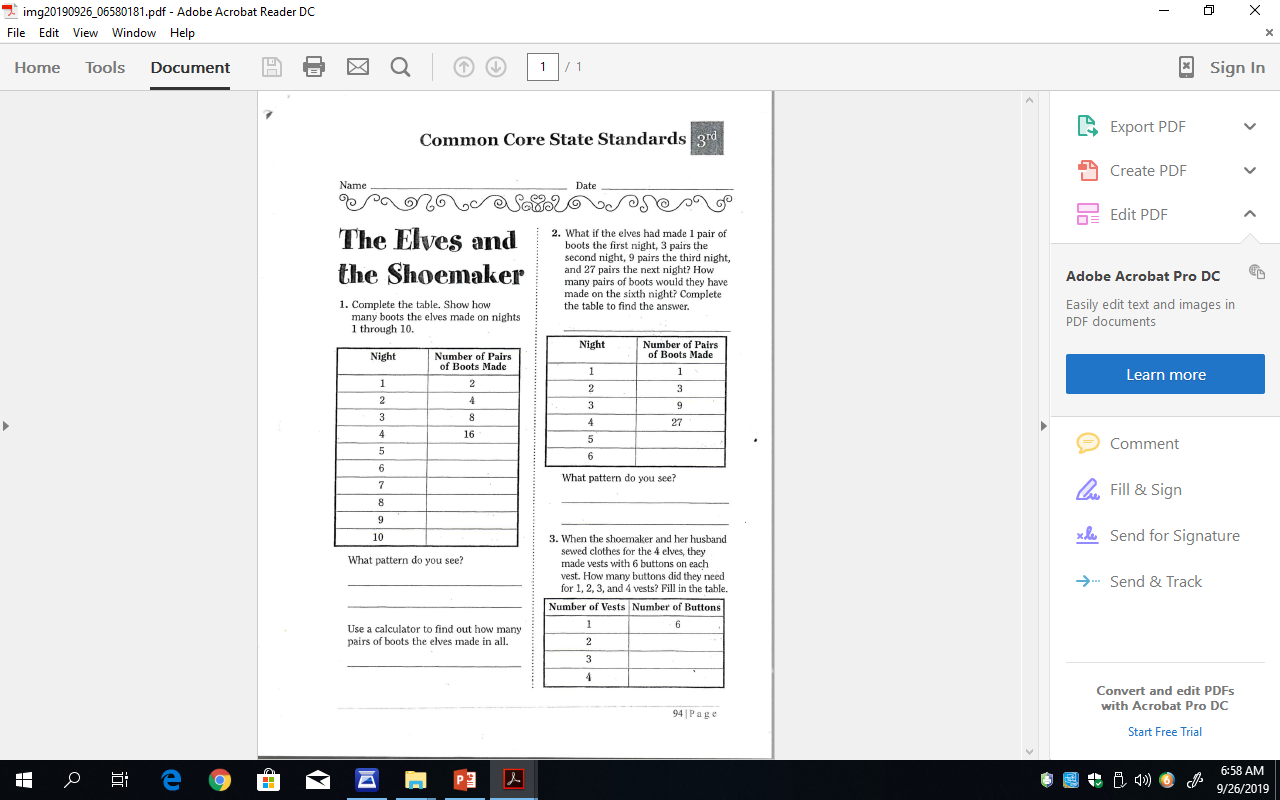 img20190926_06580181.pdf - Adobe Acrobat Reader DC
File Edit View Window Help
Home Tools Document 1 / 1 Sign In
Common Core State Standards 3rd
Name Date
The Elves and
the Shoemaker
1. Complete the table. Show how
many boots the elves made on nights
1 through 10.
Night Number of Pairs
of Boots Made
1 2
2 4
3 8
4 16
5
6
7
8
9
10
What pattern do you see?
Use a calculator to find out how many
pairs of boots the elves made in all.
2. What if the elves had made 1 pair of
boots the first night, 3 pairs the
second night, 9 pairs the third night,
and 27 pairs the next night? How
many pairs of boots would they have
made on the sixth night? Complete
the table to find the answer.
Night Number of Pairs
of Boots Made
1 1
2 3
3 9
4 27
5
6
What pattern do you see?
3. When the shoemaker and her husband
sewed clothes for the 4 elves, they
made vests with 6 buttons on each
vest. How many buttons did they need
for 1, 2, 3, and 4 vests? Fill in the table.
Number of Vests Number of Buttons
1 6
2
3
4
94|Page
Export PDF
Create PDF
Edit PDF
Adobe Acrobat Pro DC
Easily edit text and images in
PDF documents
Learn more
Comment
Fill & Sign
Send for Signature
Send & Track
Convert and edit PDFs
with Acrobat Pro DC
Start Free Trial
6:58 AM
9/26/2019